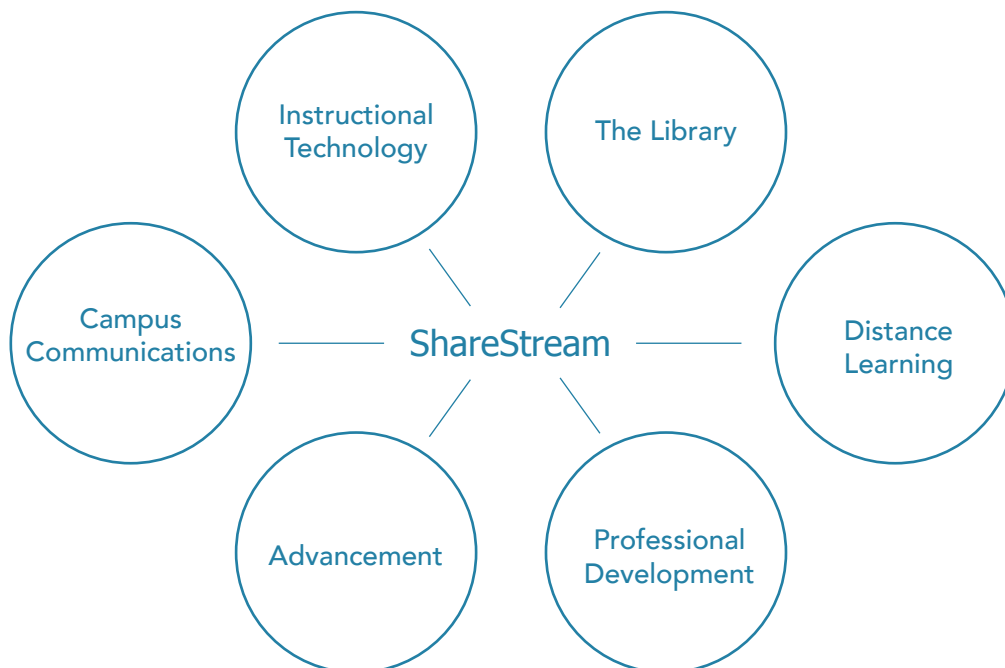 Instructional
Technology
The Library
Campus
Communications
ShareStream
Distance
Learning
Advancement
Professional
Development